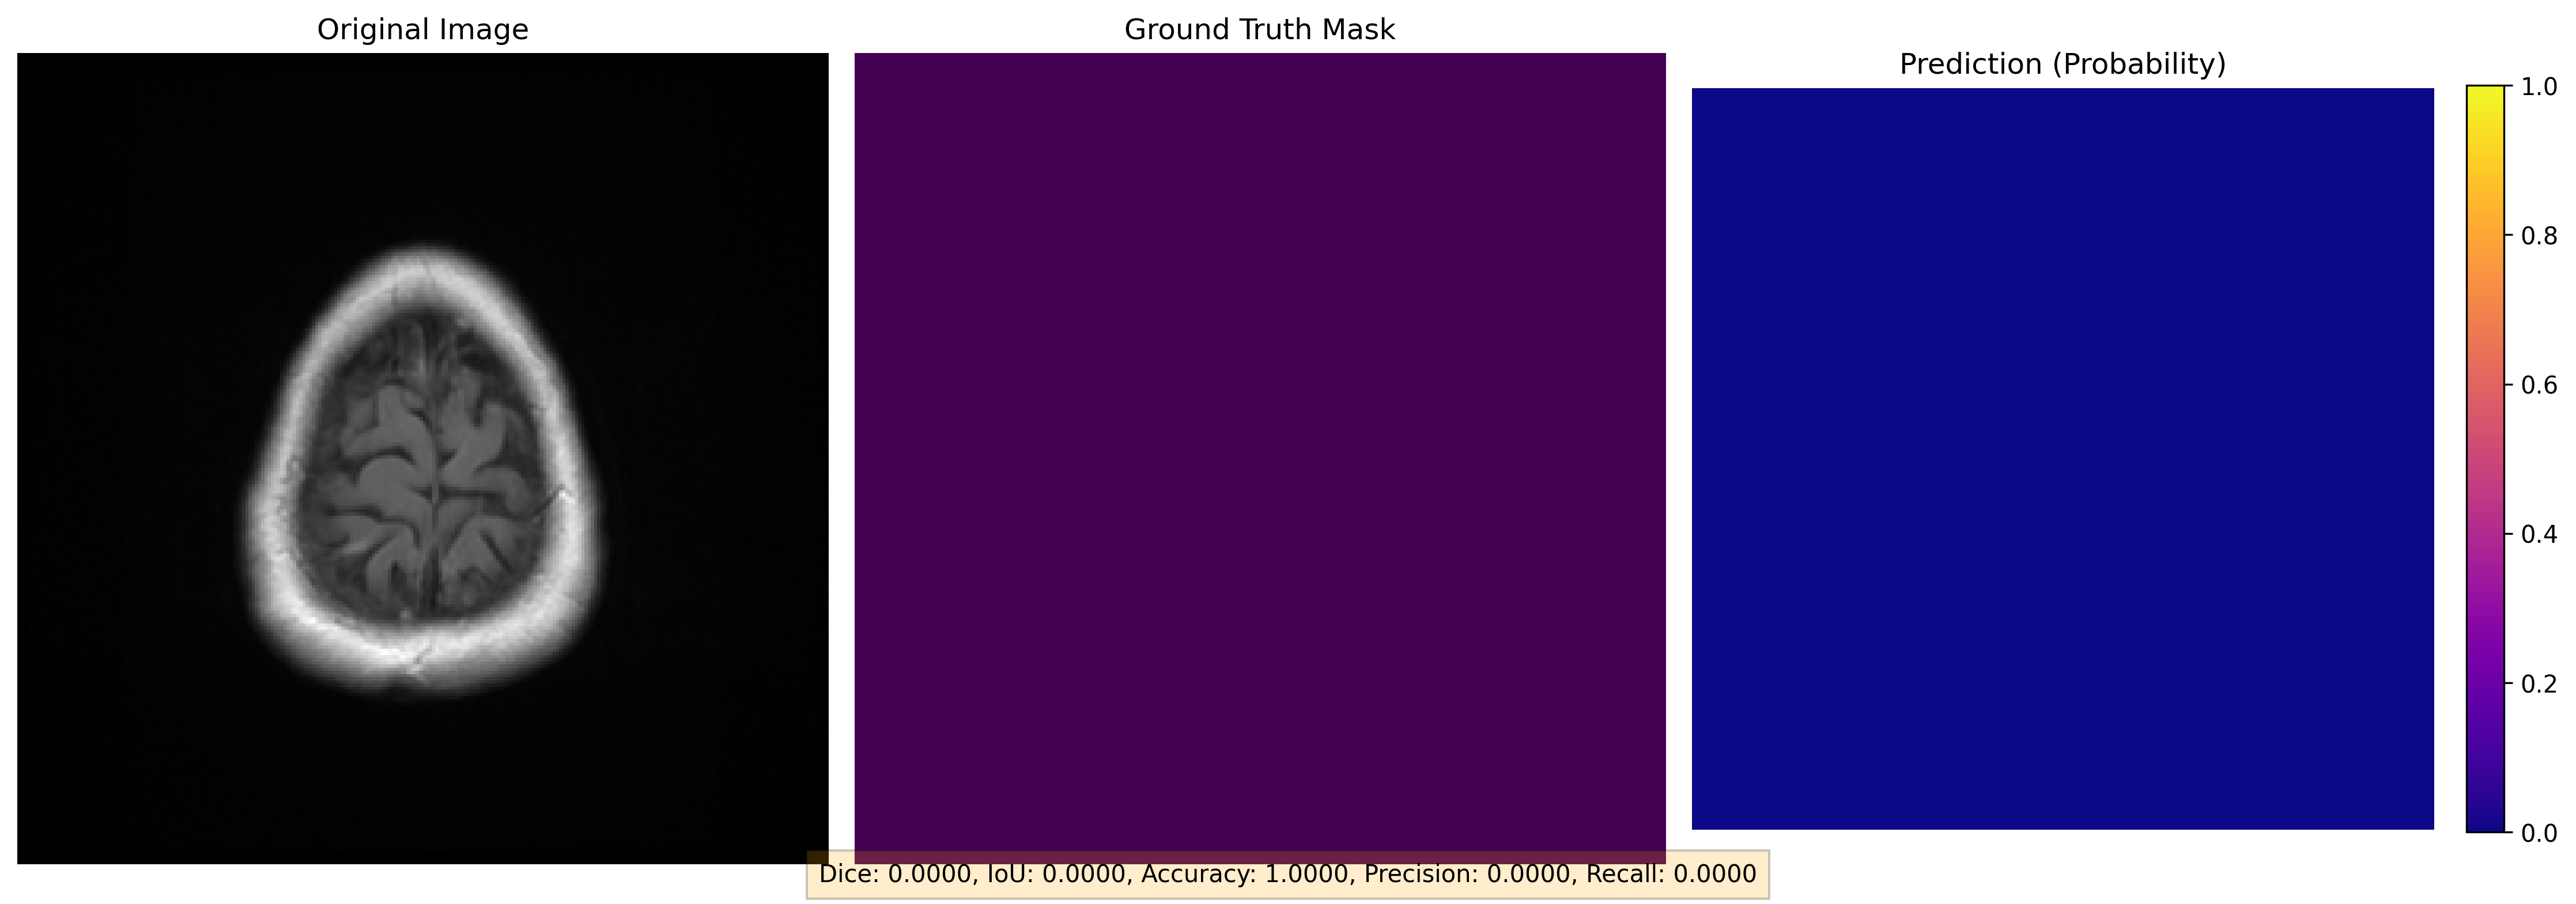 Original Image
Ground Truth Mask
Prediction (Probability)
1.0
0.8
0.6
0.4
0.2
0.0
Dice: 0.0000, IoU: 0.0000, Accuracy: 1.0000, Precision: 0.0000, Recall: 0.0000